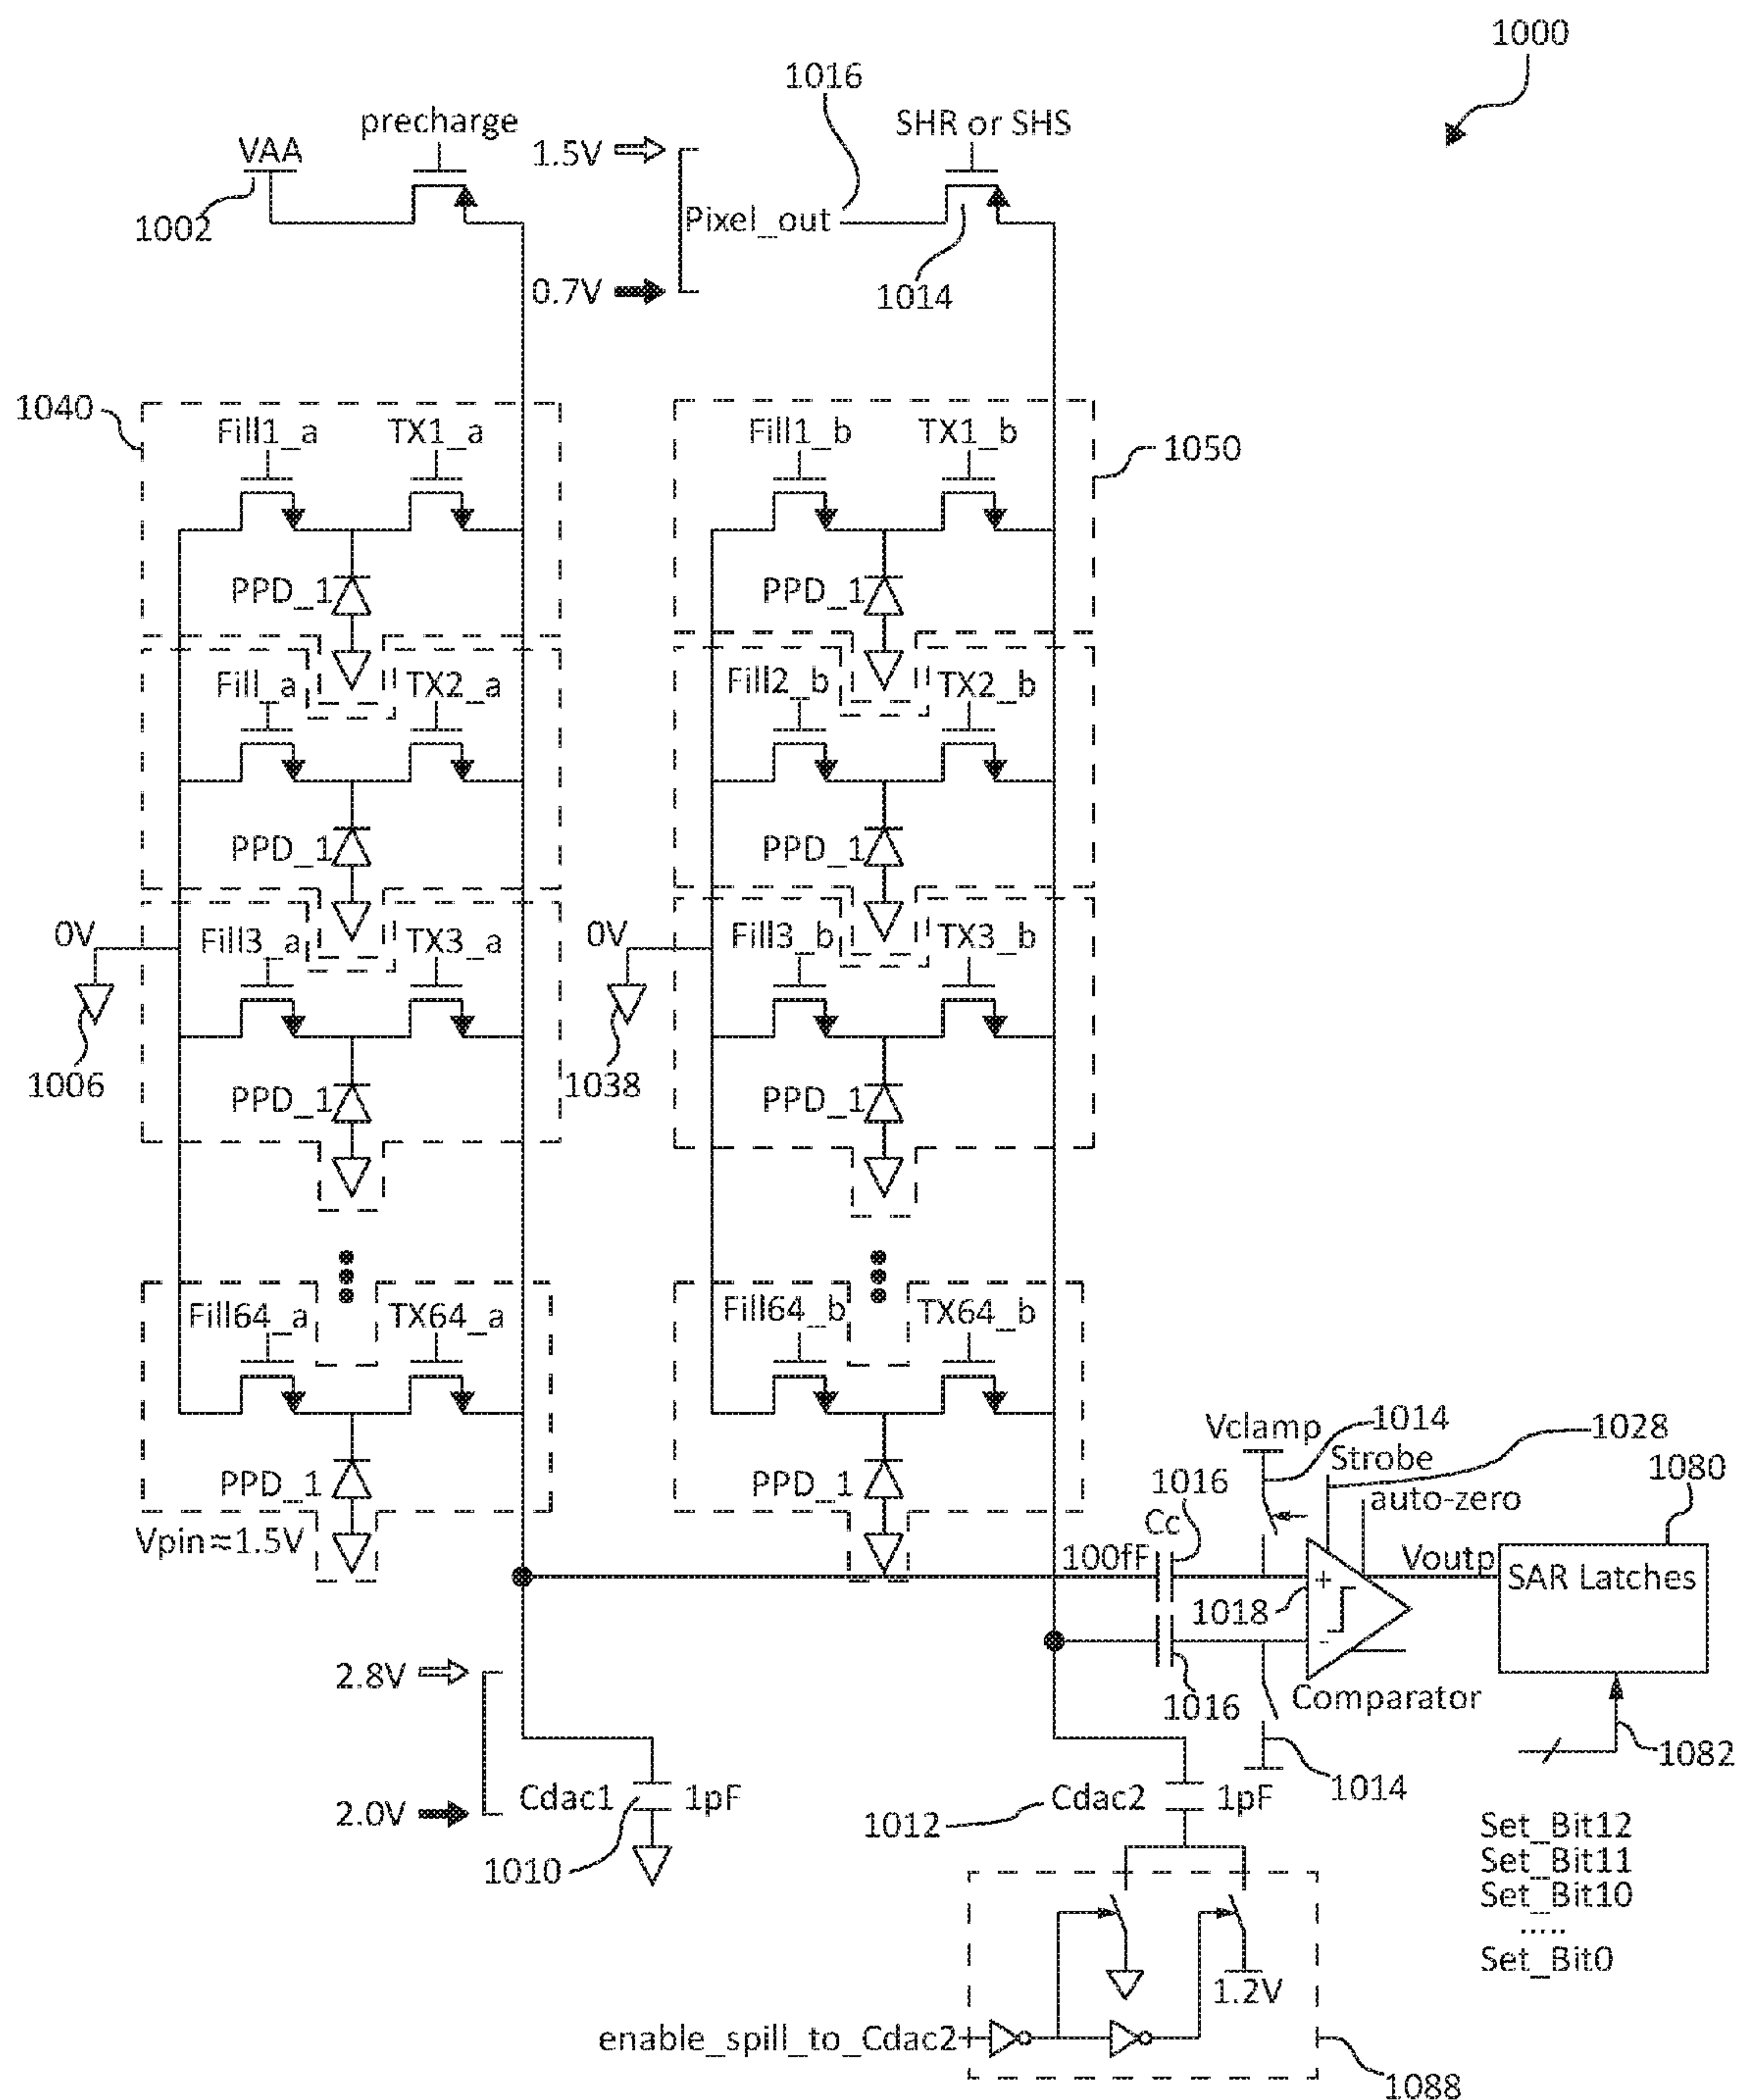 1000
1016
precharge
SHR or SHS
VAA
1.5V
1002
Pixel_out
0.7V
1014
1040
Fill1_a
TX1_a
Fill1_b
TX1_b
1050
PPD_1
PPD_1
Fill_a
TX2_a
Fill2_b
TX2_b
PPD_1
PPD_1
0V
Fill3_a
TX3_a
0V
Fill3_b
TX3_b
1006
PPD_1
1038
PPD_1
Fill64_a
TX64_a
Fill64_b
TX64_b
Vclamp
1014
1028
Strobe
PPD_1
PPD_1
1016
1080
auto-zero
Vpin≈1.5V
Cc
100fF
Voutp
SAR Latches
+
1018
-
2.8V
1016
Comparator
1082
2.0V
Cdac1
1pF
1012
Cdac2
1pF
1014
1010
Set_Bit12
Set_Bit11
Set_Bit10
.....
Set_Bit0
1.2V
enable_spill_to_Cdac2
1088